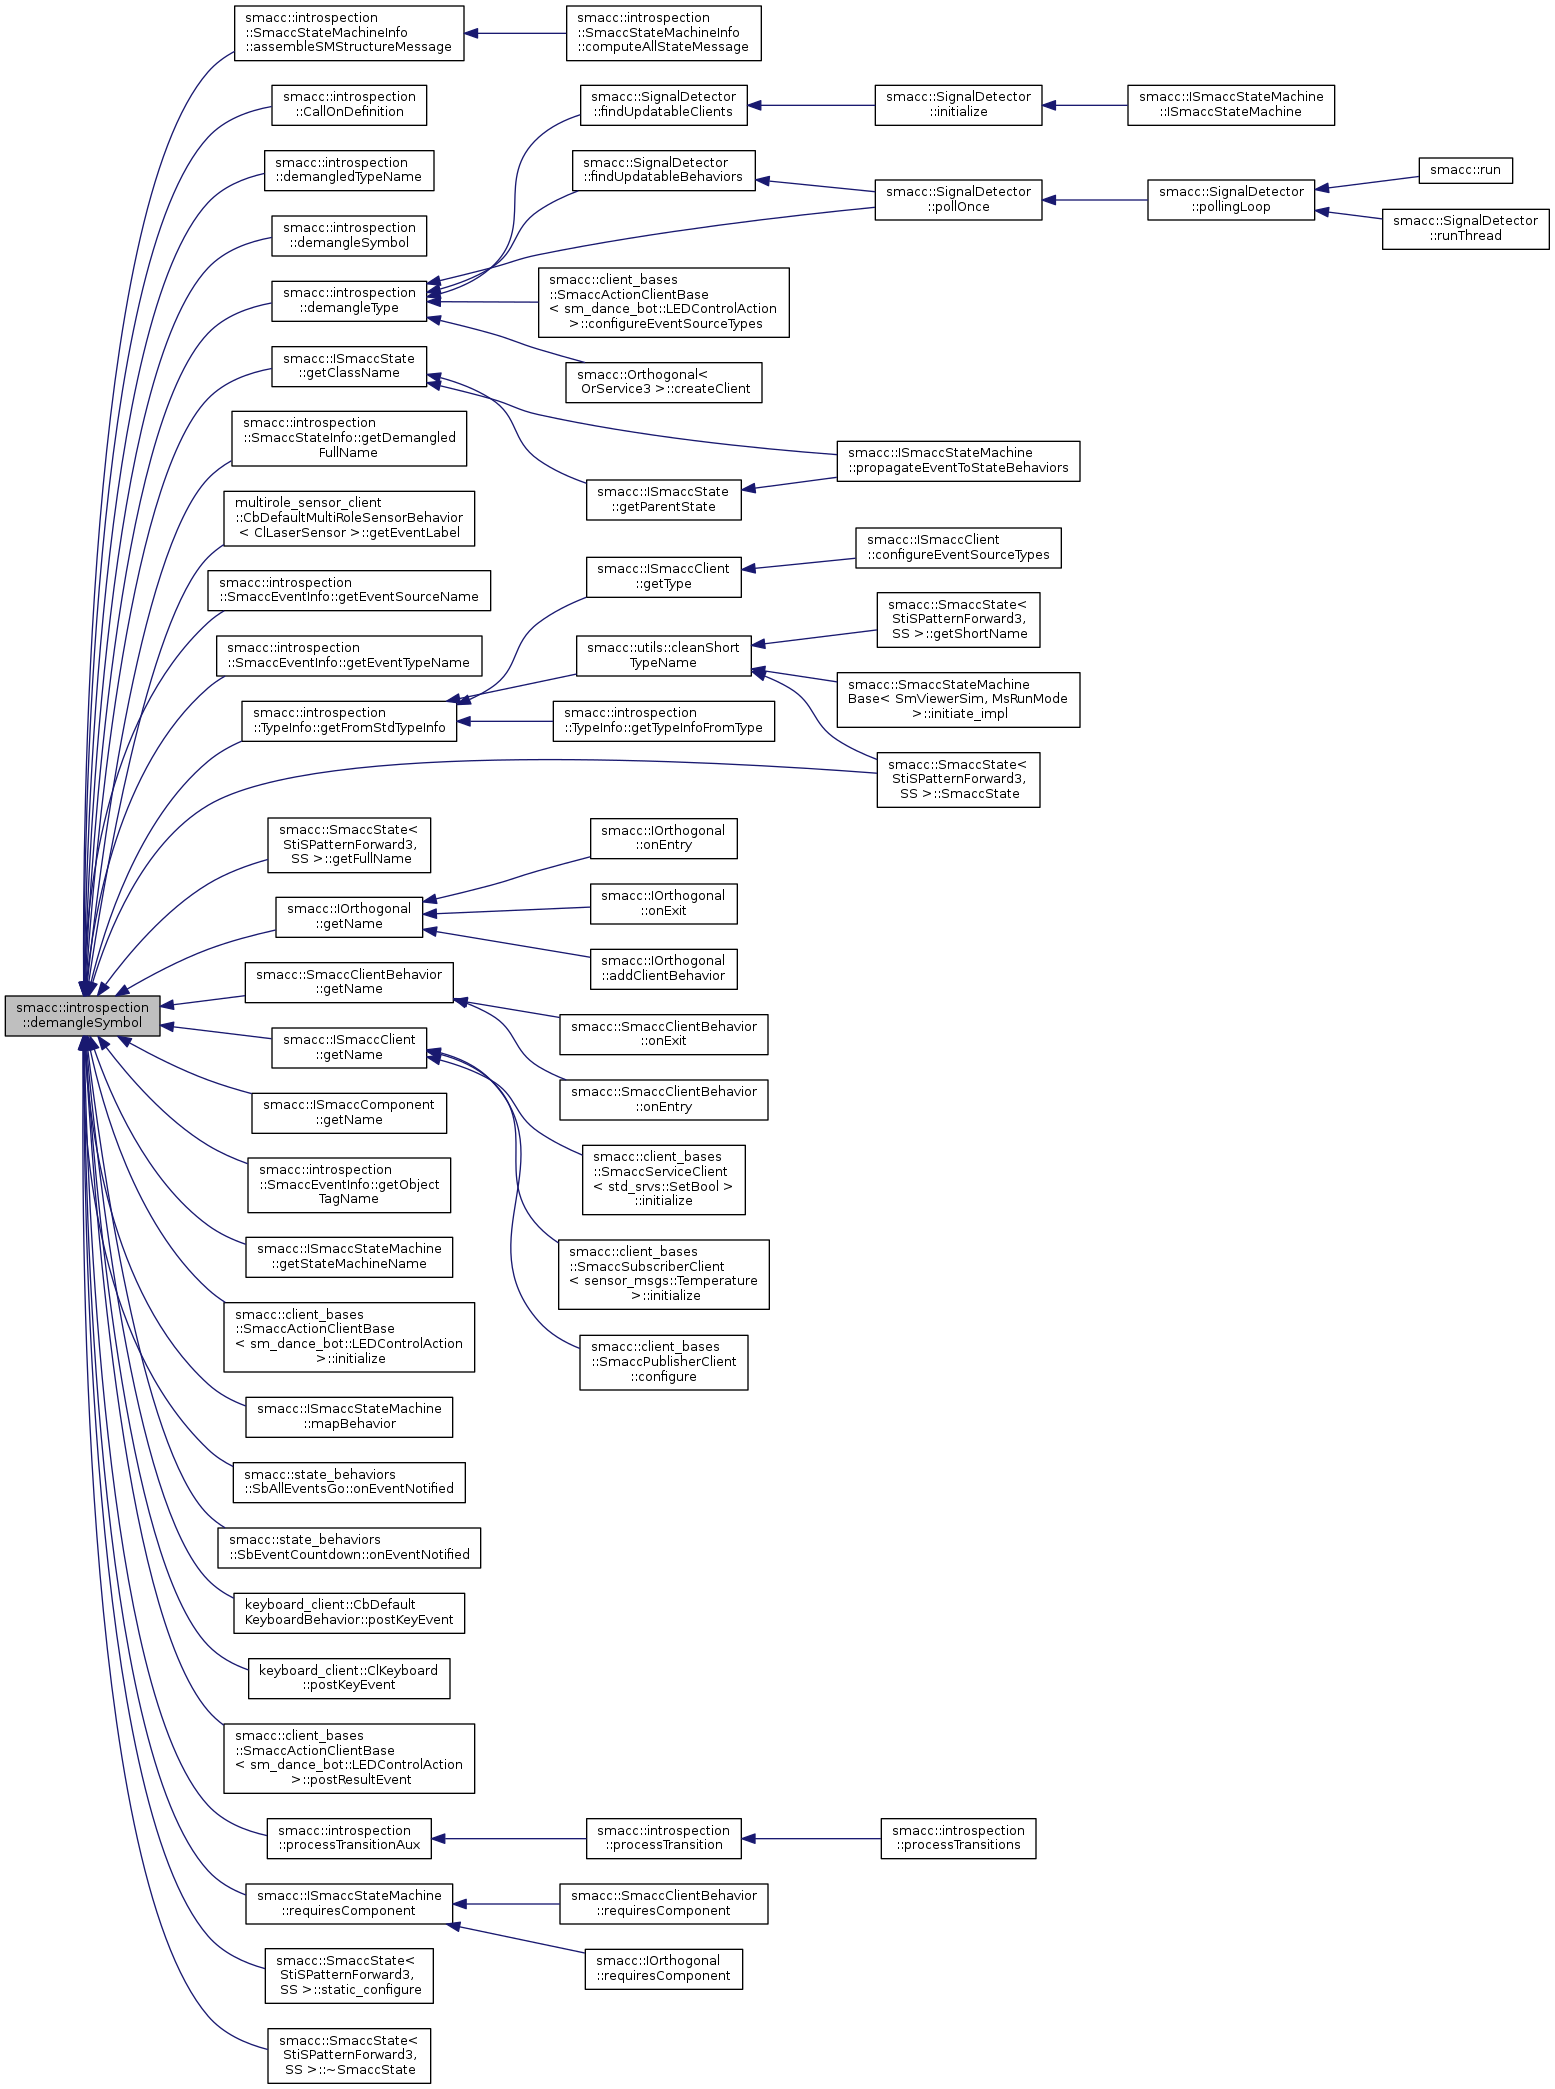 smacc::introspection
::SmaccStateMachineInfo
::assembleSMStructureMessage
smacc::introspection
::SmaccStateMachineInfo
::computeAllStateMessage
smacc::introspection
::CallOnDefinition
smacc::SignalDetector
::findUpdatableClients
smacc::SignalDetector
::initialize
smacc::ISmaccStateMachine
::ISmaccStateMachine
smacc::introspection
::demangledTypeName
smacc::SignalDetector
::findUpdatableBehaviors
smacc::SignalDetector
::pollOnce
smacc::SignalDetector
::pollingLoop
smacc::run
smacc::SignalDetector
::runThread
smacc::introspection
::demangleSymbol
smacc::introspection
::demangleType
smacc::client_bases
::SmaccActionClientBase
< sm_dance_bot::LEDControlAction
>::configureEventSourceTypes
smacc::Orthogonal<
OrService3 >::createClient
smacc::ISmaccState
::getClassName
smacc::introspection
::SmaccStateInfo::getDemangled
FullName
smacc::ISmaccStateMachine
::propagateEventToStateBehaviors
smacc::ISmaccState
::getParentState
multirole_sensor_client
::CbDefaultMultiRoleSensorBehavior
< ClLaserSensor >::getEventLabel
smacc::ISmaccClient
::getType
smacc::ISmaccClient
::configureEventSourceTypes
smacc::introspection
::SmaccEventInfo::getEventSourceName
smacc::introspection
::SmaccEventInfo::getEventTypeName
smacc::utils::cleanShort
TypeName
smacc::SmaccState<
StiSPatternForward3,
SS >::getShortName
smacc::SmaccStateMachine
Base< SmViewerSim, MsRunMode
>::initiate_impl
smacc::introspection
::TypeInfo::getFromStdTypeInfo
smacc::introspection
::TypeInfo::getTypeInfoFromType
smacc::SmaccState<
StiSPatternForward3,
SS >::SmaccState
smacc::SmaccState<
StiSPatternForward3,
SS >::getFullName
smacc::IOrthogonal
::getName
smacc::IOrthogonal
::onEntry
smacc::IOrthogonal
::onExit
smacc::IOrthogonal
::addClientBehavior
smacc::introspection
::demangleSymbol
smacc::SmaccClientBehavior
::getName
smacc::SmaccClientBehavior
::onExit
smacc::SmaccClientBehavior
::onEntry
smacc::ISmaccClient
::getName
smacc::ISmaccComponent
::getName
smacc::client_bases
::SmaccServiceClient
< std_srvs::SetBool >
::initialize
smacc::introspection
::SmaccEventInfo::getObject
TagName
smacc::ISmaccStateMachine
::getStateMachineName
smacc::client_bases
::SmaccSubscriberClient
< sensor_msgs::Temperature
>::initialize
smacc::client_bases
::SmaccActionClientBase
< sm_dance_bot::LEDControlAction
>::initialize
smacc::client_bases
::SmaccPublisherClient
::configure
smacc::ISmaccStateMachine
::mapBehavior
smacc::state_behaviors
::SbAllEventsGo::onEventNotified
smacc::state_behaviors
::SbEventCountdown::onEventNotified
keyboard_client::CbDefault
KeyboardBehavior::postKeyEvent
keyboard_client::ClKeyboard
::postKeyEvent
smacc::client_bases
::SmaccActionClientBase
< sm_dance_bot::LEDControlAction
>::postResultEvent
smacc::introspection
::processTransitionAux
smacc::introspection
::processTransition
smacc::introspection
::processTransitions
smacc::ISmaccStateMachine
::requiresComponent
smacc::SmaccClientBehavior
::requiresComponent
smacc::IOrthogonal
::requiresComponent
smacc::SmaccState<
StiSPatternForward3,
SS >::static_configure
smacc::SmaccState<
StiSPatternForward3,
SS >::~SmaccState